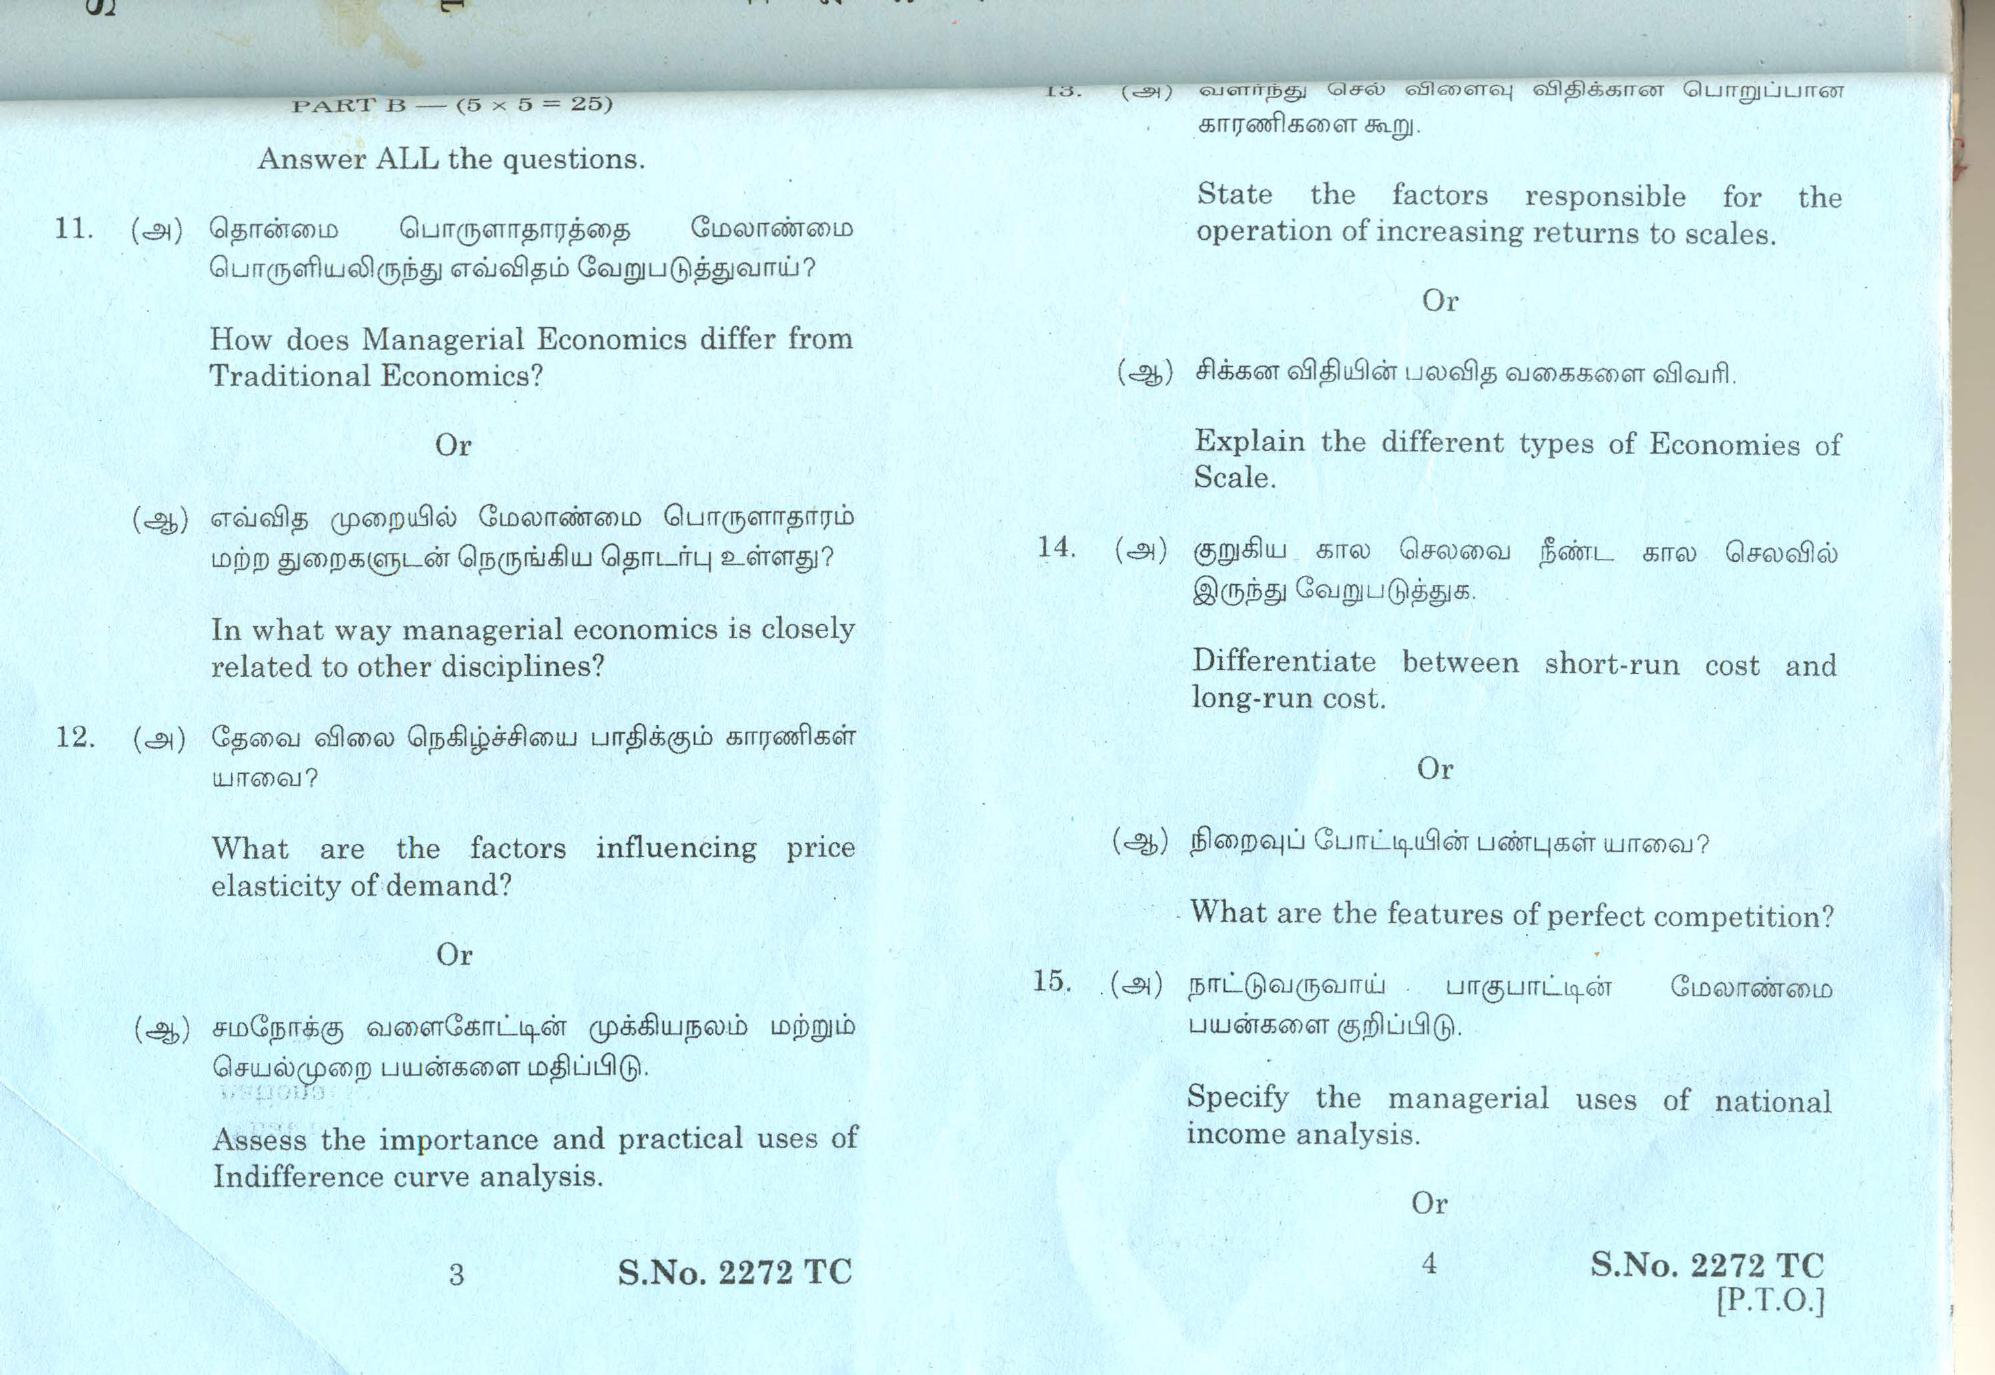 PART B — (5 × 5 = 25)
Answer ALL the questions.
11. (அ) தொன்மை பொருளாதாரத்தை மேலாண்மை
பொருளியலிருந்து எவ்விதம் வேறுபடுத்துவாய்?
How does Managerial Economics differ from
Traditional Economics?
Or
(ஆ) எவ்வித முறையில் மேலாண்மை பொருளாதாரம்
மற்ற துறைகளுடன் நெருங்கிய தொடர்பு உள்ளது?
In what way managerial economics is closely
related to other disciplines?
12. (அ) தேவை விலை நெகிழ்ச்சியை பாதிக்கும் காரணிகள்
யாவை?
What are the factors influencing price
elasticity of demand?
Or
(ஆ) சமநோக்கு வளைகோட்டின் முக்கியநலம் மற்றும்
செயல்முறை பயன்களை மதிப்பிடு.
Assess the importance and practical uses of
Indifference curve analysis.
3 S.No. 2272 TC
13. (அ) வளர்ந்து செல் விளைவு விதிக்கான பொறுப்பான
காரணிகளை கூறு.
State the factors responsible for the
operation of increasing returns to scales.
Or
(ஆ) சிக்கன விதியின் பலவித வகைகளை விவரி.
Explain the different types of Economies of
Scale.
14. (அ) குறுகிய கால செலவை நீண்ட கால செலவில்
இருந்து வேறுபடுத்துக.
Differentiate between short-run cost and
long-run cost.
Or
(ஆ) நிறைவுப் போட்டியின் பண்புகள் யாவை?
What are the features of perfect competition?
15. (அ) நாட்டுவருவாய் பாகுபாட்டின் மேலாண்மை
பயன்களை குறிப்பிடு.
Specify the managerial uses of national
income analysis.
Or
4 S.No. 2272 TC
[P.T.O.]